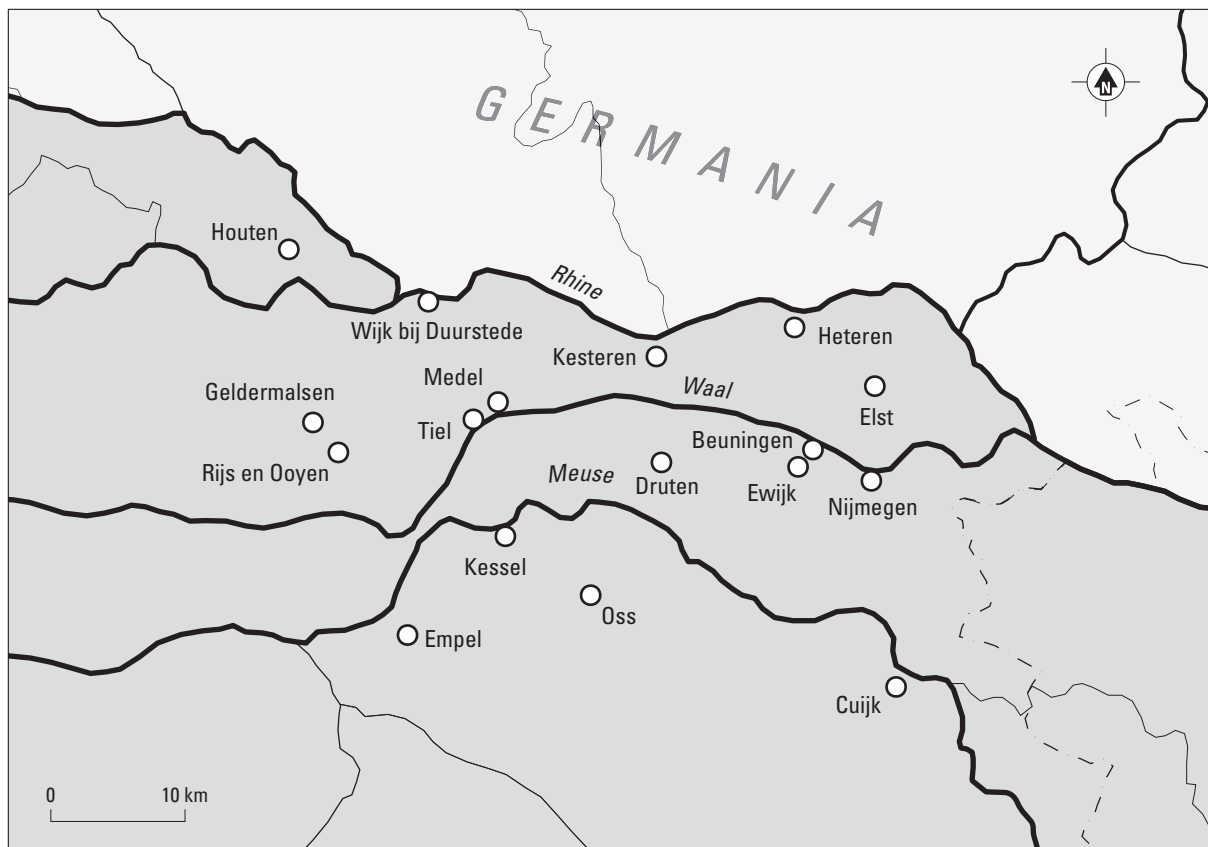 GERMANIA
N
Houten
Rhine
Wijk bij Duurstede
Heteren
Kesteren
Medel
Waal
Geldermalsen
Elst
Tiel
Beuningen
Rijs en Ooyen
Meuse
Druten
Ewijk
Nijmegen
Kessel
Oss
Empel
Cuijk
0 10 km